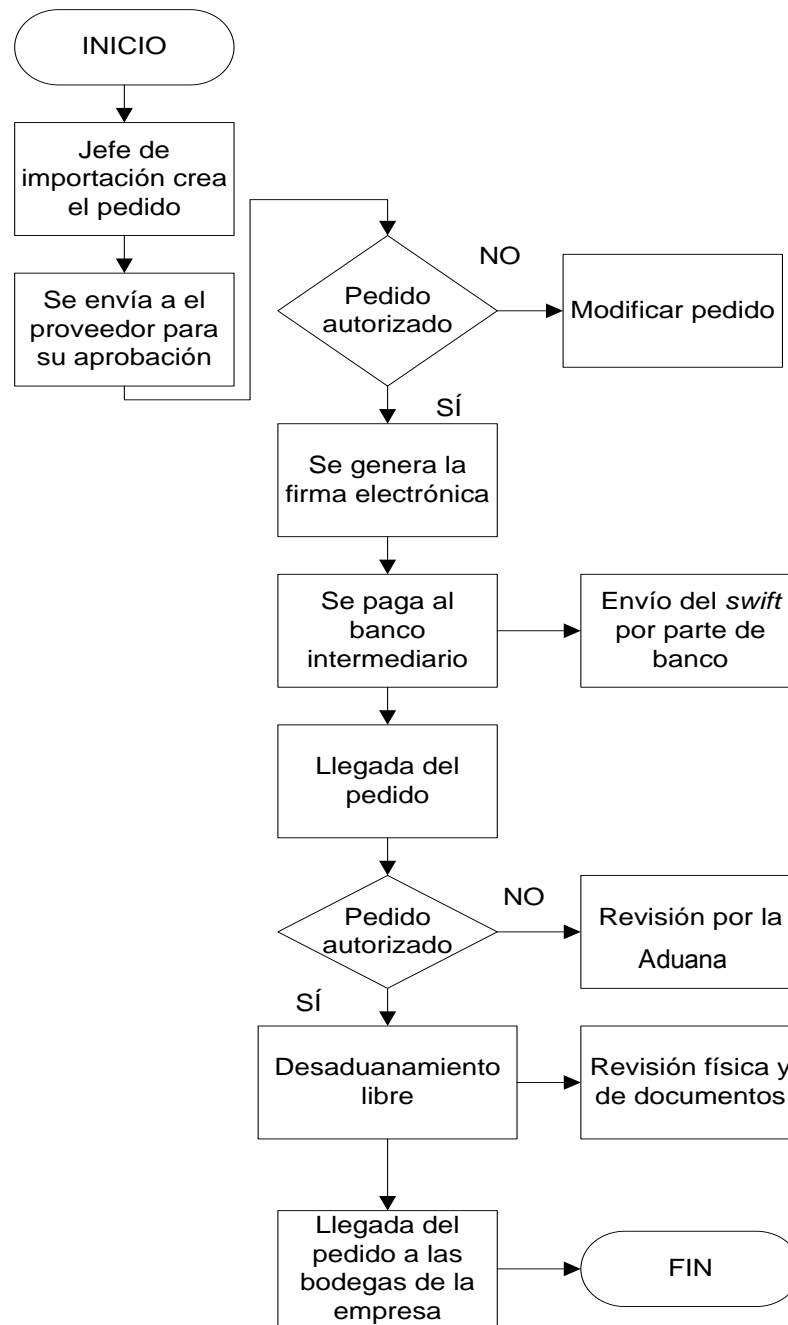 INICIO
Jefe de
importación crea
el pedido
Se envía a el
proveedor para
su aprobación
Pedido
autorizado
NO
Modificar pedido
SÍ
Se genera la
firma electrónica
Se paga al
banco
intermediario
Envío del swift
por parte de
banco
Llegada del
pedido
Pedido
autorizado
NO
Revisión por la
Aduana
SÍ
Desaduanamiento
libre
Revisión física y
de documentos
Llegada del
pedido a las
bodegas de la
empresa
FIN